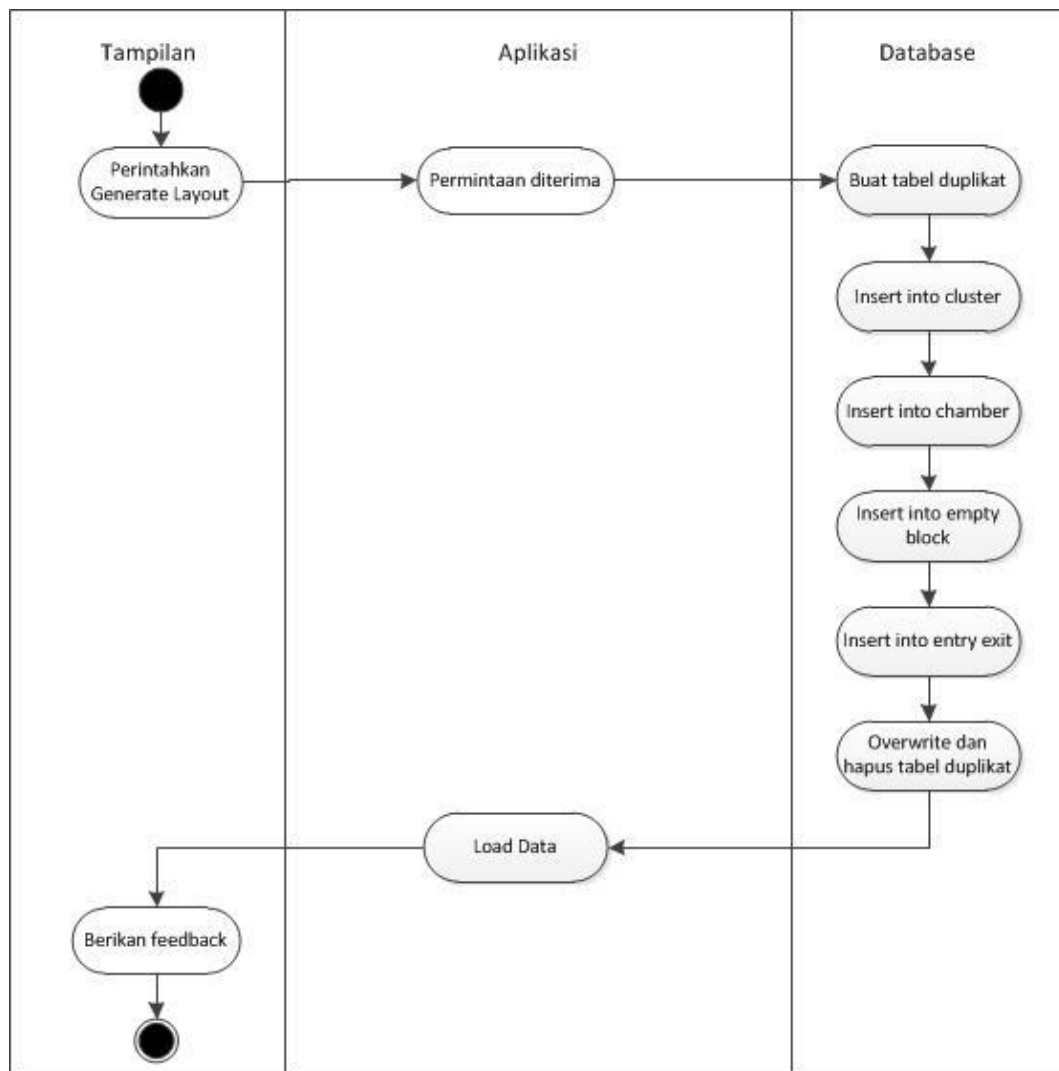 Tampilan
Aplikasi
Database
Perintahkan
Generate Layout
Permintaan diterima
Buat tabel duplikat
Insert into cluster
Insert into chamber
Insert into empty
block
Insert into entry exit
Overwrite dan
hapus tabel duplikat
Load Data
Berikan feedback